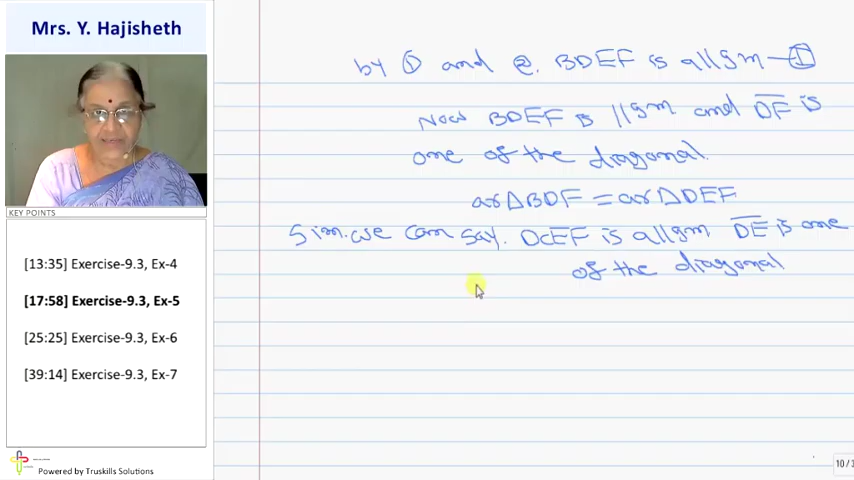 Mrs. Y. Hajisheth
KEY POINTS
[13:35] Exercise-9.3, Ex-4
[17:58] Exercise-9.3, Ex-5
[25:25] Exercise-9.3, Ex-6
[39:14] Exercise-9.3, Ex-7
Powered by Truskills Solutions
by ① and ②. BDEF is a llgm — I
Now BDEF is llgm and DF is
one of the diagonal.
ar△BDF = ar△DEF
Sim. we can say. DCEF is a llgm DE is one
of the diagonal
10/3